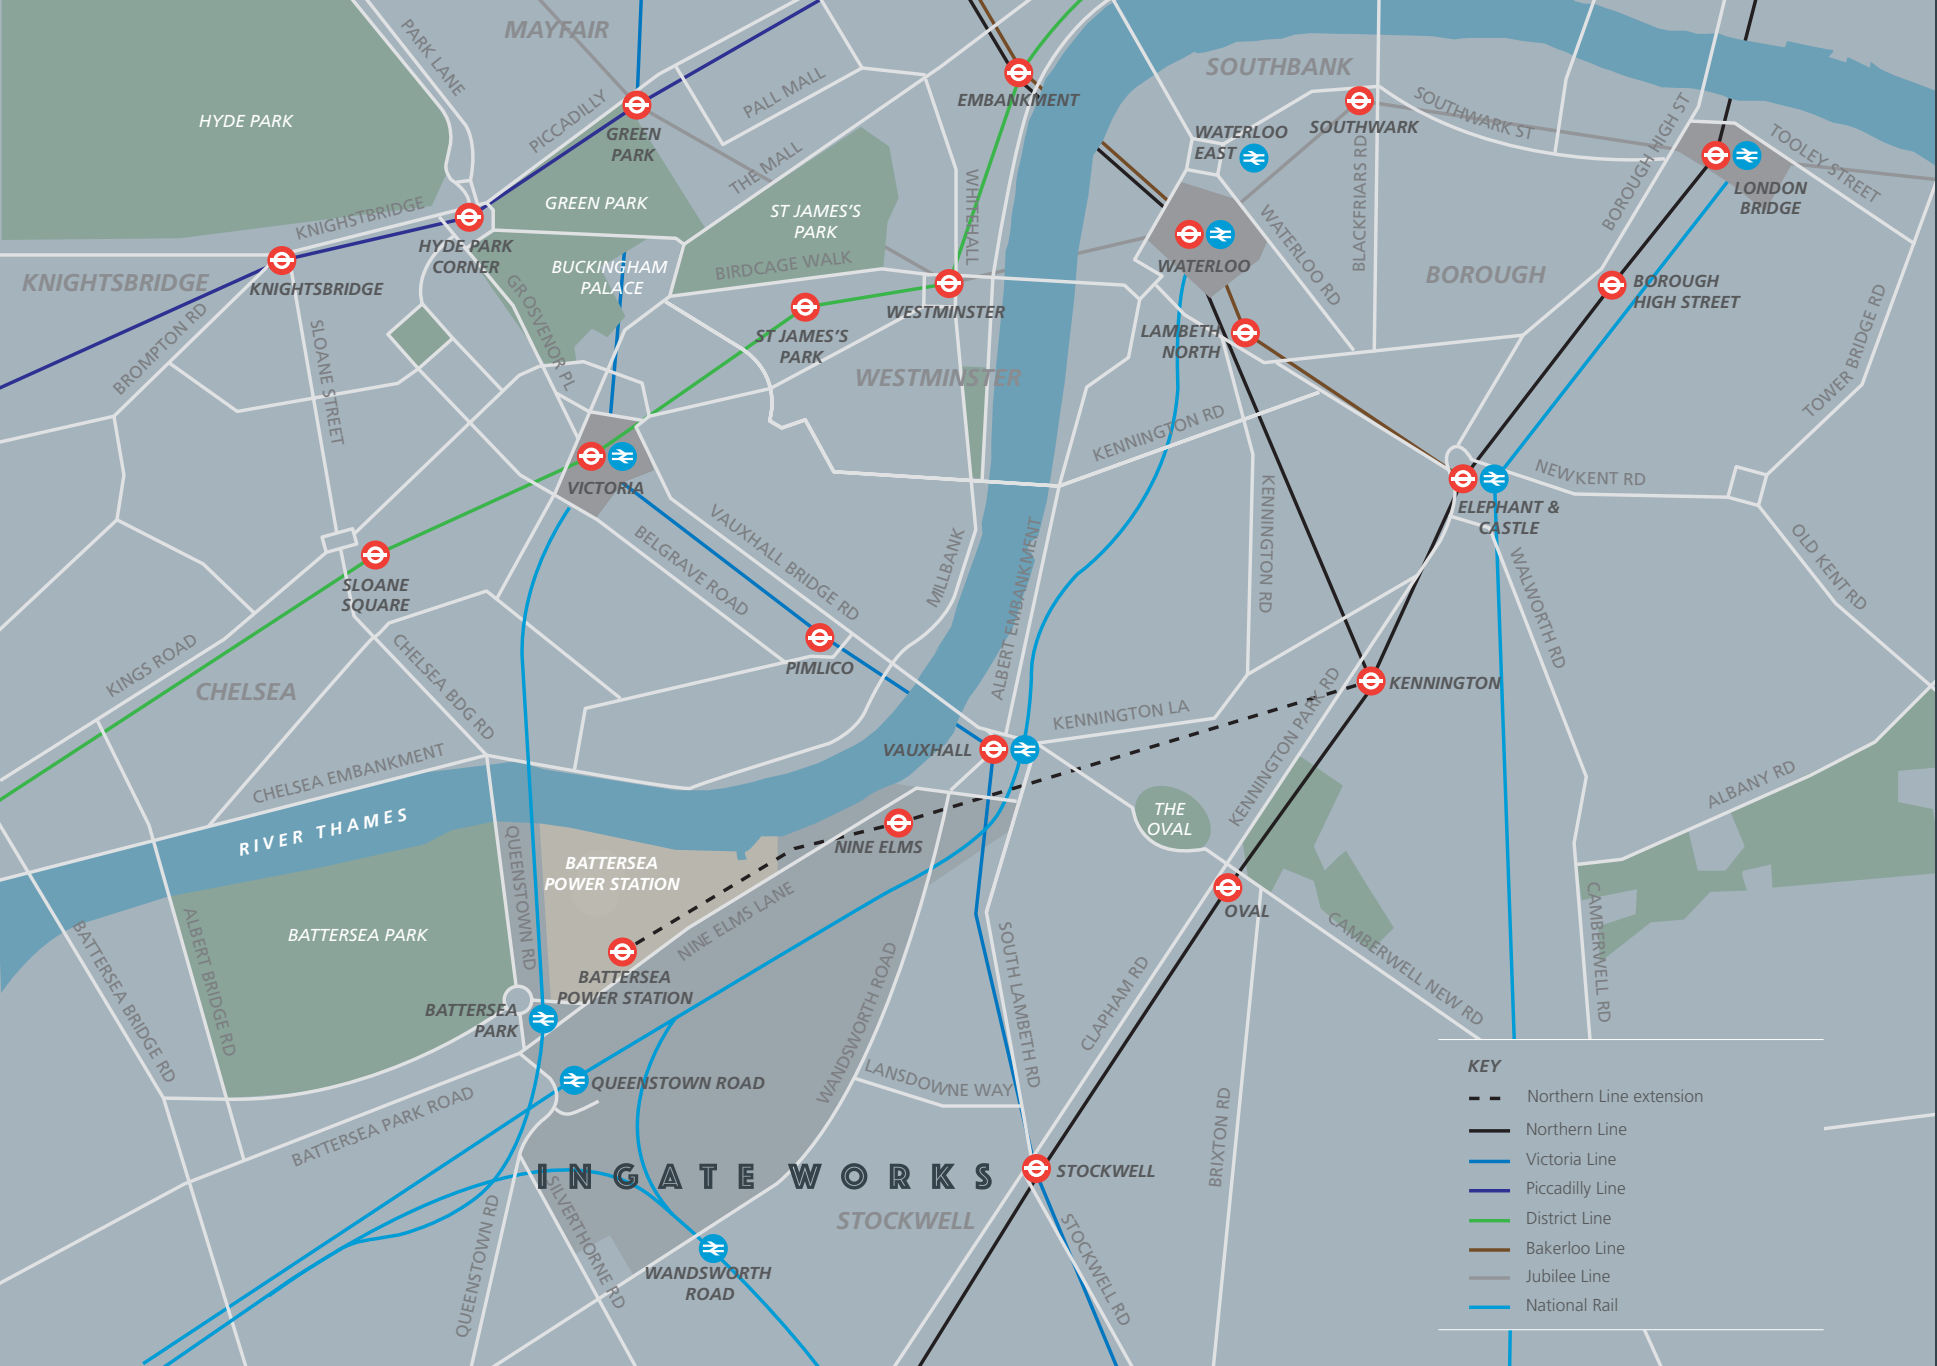 MAYFAIR
PARK LANE
HYDE PARK
PICCADILLY
GREEN
PARK
PALL MALL
THE MALL
EMBANKMENT
SOUTHBANK
WATERLOO
EAST
SOUTHWARK
SOUTHWARK ST
BLACKFRIARS RD
BOROUGH HIGH ST
TOOLEY STREET
LONDON
BRIDGE
KNIGHSTBRIDGE
HYDE PARK
CORNER
GREEN PARK
ST JAMES'S
PARK
WHITEHALL
BIRDCAGE WALK
BUCKINGHAM
PALACE
KNIGHTSBRIDGE
KNIGHTSBRIDGE
GROSVENOR PL
BROMPTON RD
SLOANE STREET
WESTMINSTER
ST JAMES'S
PARK
WESTMINSTER
WATERLOO
WATERLOO RD
LAMBETH
NORTH
BOROUGH
BOROUGH
HIGH STREET
TOWER BRIDGE RD
KENNINGTON RD
KENNINGTON RD
NEW KENT RD
ELEPHANT &
CASTLE
OLD KENT RD
WALWORTH RD
VICTORIA
VAUXHALL BRIDGE RD
BELGRAVE ROAD
MILLBANK
ALBERT EMBANKMENT
SLOANE
SQUARE
KINGS ROAD
CHELSEA
CHELSEA BDG RD
PIMLICO
CHELSEA EMBANKMENT
RIVER THAMES
VAUXHALL
KENNINGTON LA
KENNINGTON
KENNINGTON PARK RD
THE
OVAL
ALBANY RD
NINE ELMS
BATTERSEA
POWER STATION
QUEENSTOWN RD
NINE ELMS LANE
OVAL
CAMBERWELL NEW RD
CAMBERWELL RD
BATTERSEA PARK
BATTERSEA BRIDGE RD
ALBERT BRIDGE RD
BATTERSEA
POWER STATION
BATTERSEA
PARK
QUEENSTOWN ROAD
BATTERSEA PARK ROAD
WANDSWORTH ROAD
SOUTH LAMBETH RD
CLAPHAM RD
LANSDOWNE WAY
BRIXTON RD
INGATE WORKS
STOCKWELL
STOCKWELL
STOCKWELL RD
QUEENSTOWN RD
SILVERTHORNE RD
WANDSWORTH
ROAD
KEY
Northern Line extension
Northern Line
Victoria Line
Piccadilly Line
District Line
Bakerloo Line
Jubilee Line
National Rail